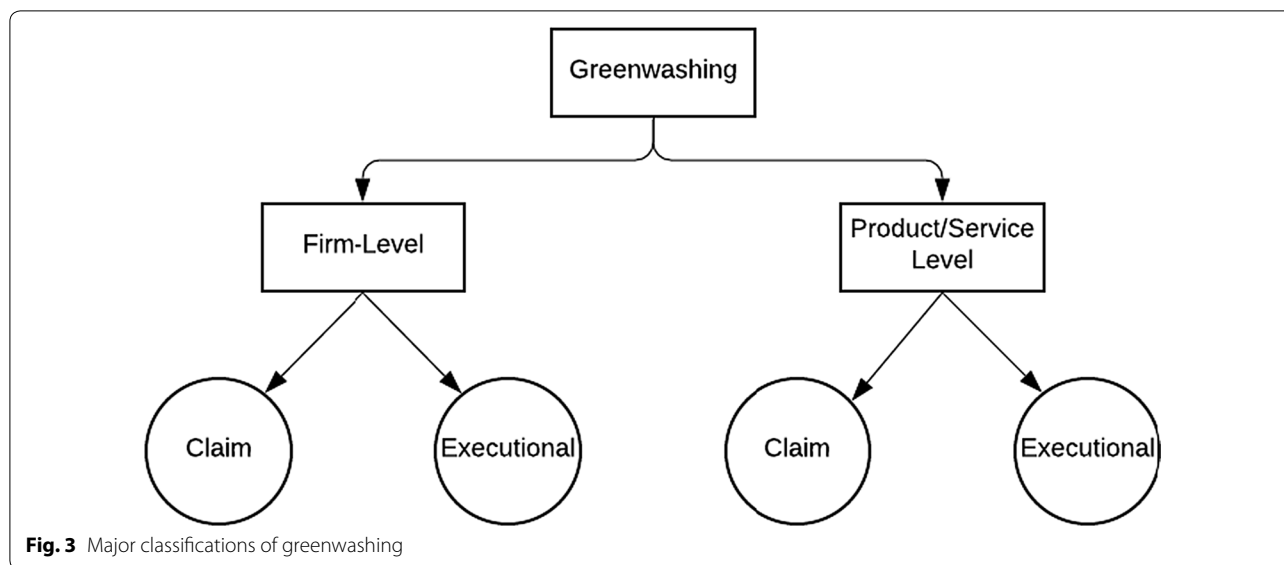 Greenwashing
Firm-Level
Product/Service
Level
Claim
Executional
Claim
Executional
Fig. 3 Major classifications of greenwashing